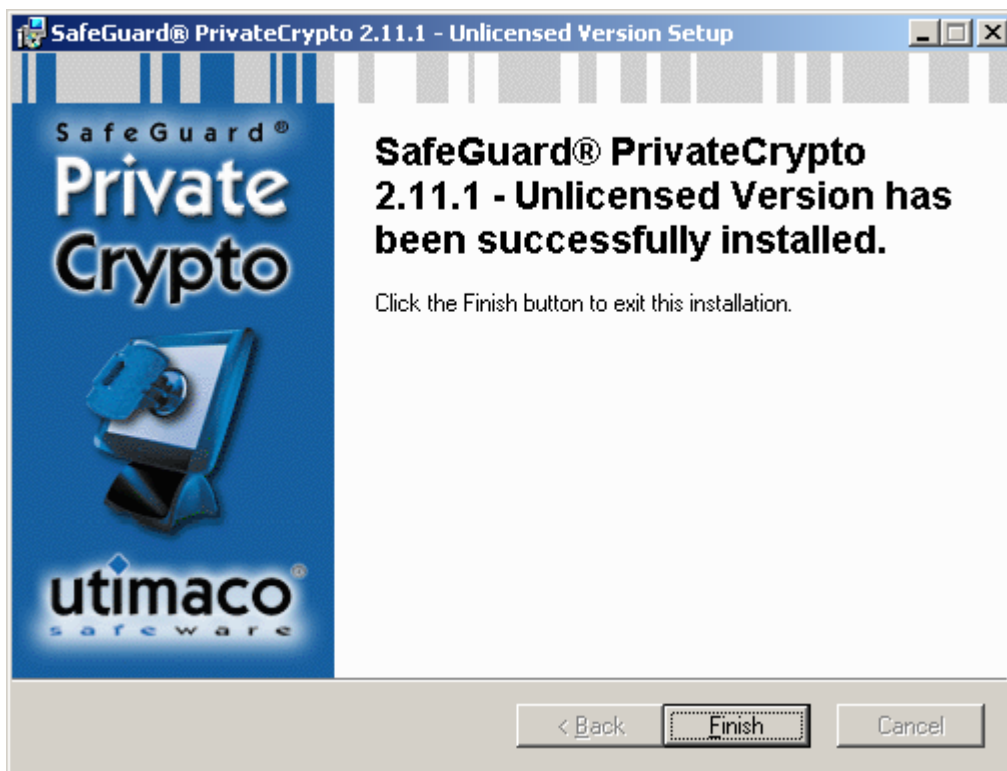 SafeGuard® PrivateCrypto 2.11.1 - Unlicensed Version Setup
SafeGuard®
Private
Crypto
utimaco®
safeware
SafeGuard® PrivateCrypto
2.11.1 - Unlicensed Version has
been successfully installed.
Click the Finish button to exit this installation.
< Back
Finish
Cancel